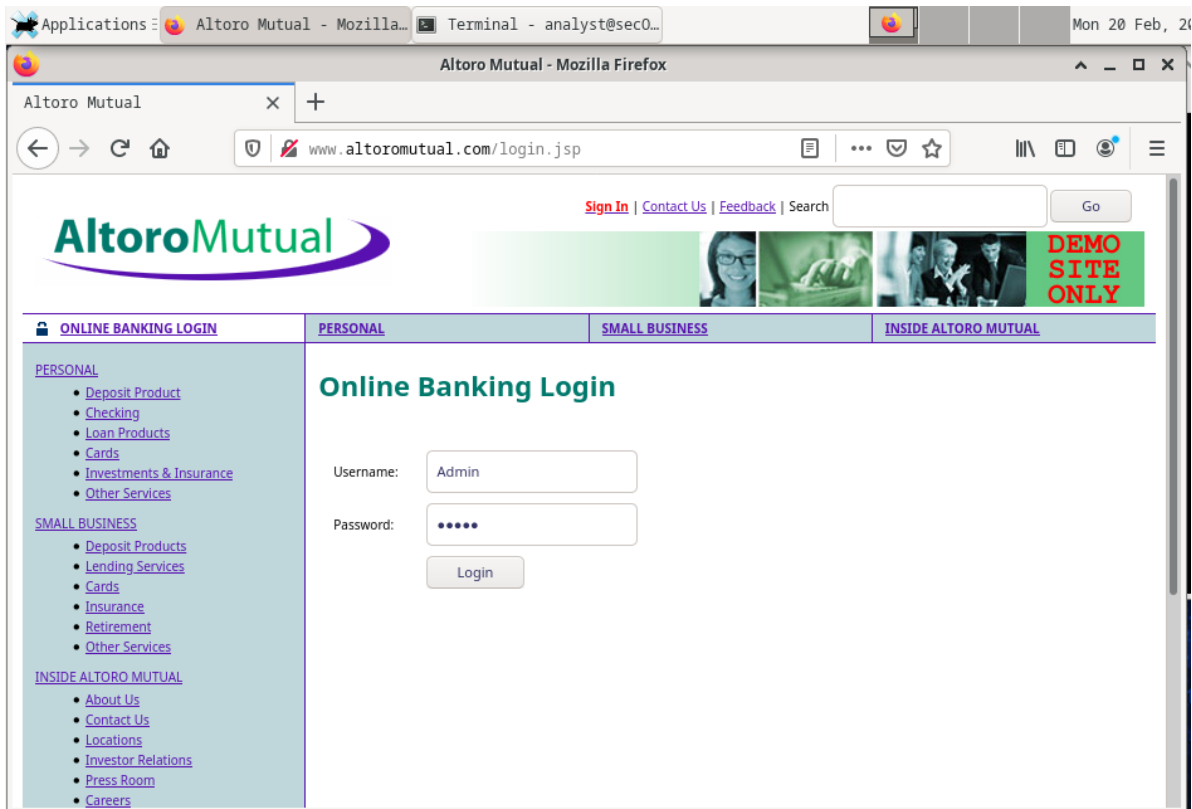 Applications Altoro Mutual - Mozilla… Terminal - analyst@sec0… Mon 20 Feb,
Altoro Mutual - Mozilla Firefox
Altoro Mutual
www.altoromutual.com/login.jsp
Sign In | Contact Us | Feedback | Search Go
AltoroMutual
DEMO
SITE
ONLY
ONLINE BANKING LOGIN PERSONAL SMALL BUSINESS INSIDE ALTORO MUTUAL
PERSONAL
Deposit Product
Checking
Loan Products
Cards
Investments & Insurance
Other Services
SMALL BUSINESS
Deposit Products
Lending Services
Cards
Insurance
Retirement
Other Services
INSIDE ALTORO MUTUAL
About Us
Contact Us
Locations
Investor Relations
Press Room
Careers
Online Banking Login
Username: Admin
Password: •••••
Login